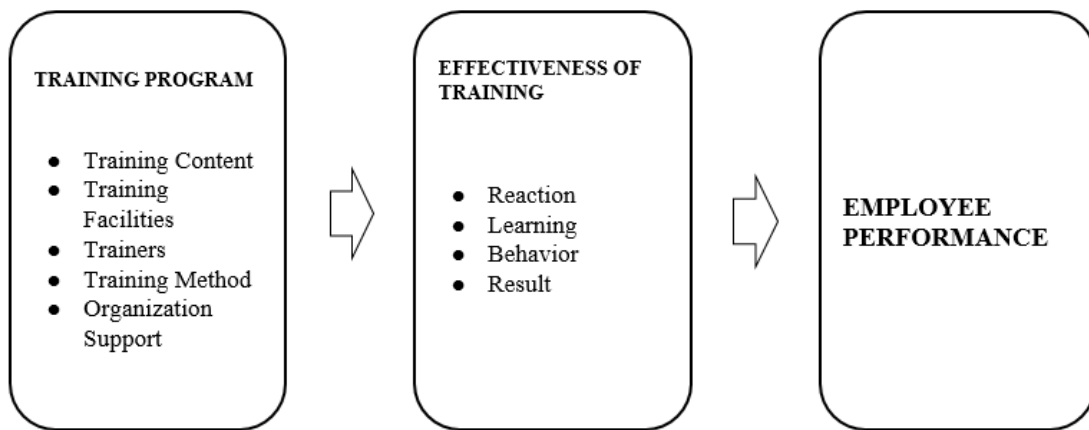 TRAINING PROGRAM
● Training Content
● Training
Facilities
● Trainers
● Training Method
● Organization
Support
EFFECTIVENESS OF
TRAINING
● Reaction
● Learning
● Behavior
● Result
EMPLOYEE
PERFORMANCE